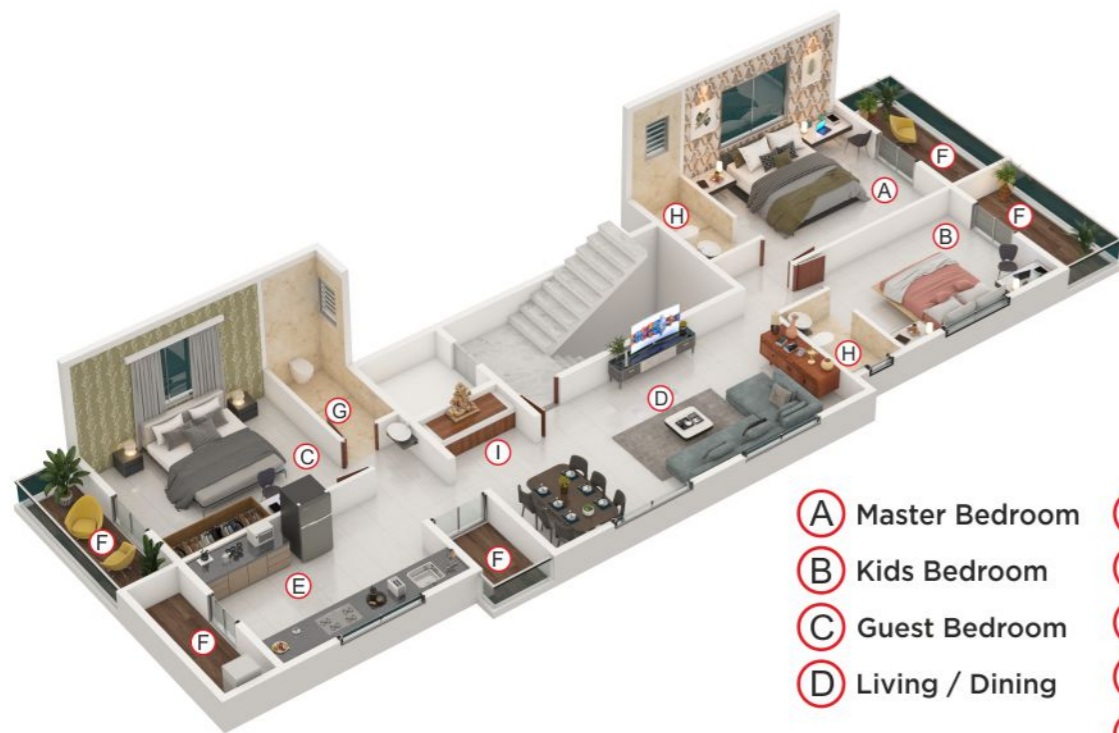 F
A
F
H
B
H
D
G
I
C
F
F
E
F
A Master Bedroom
B Kids Bedroom
C Guest Bedroom
D Living / Dining